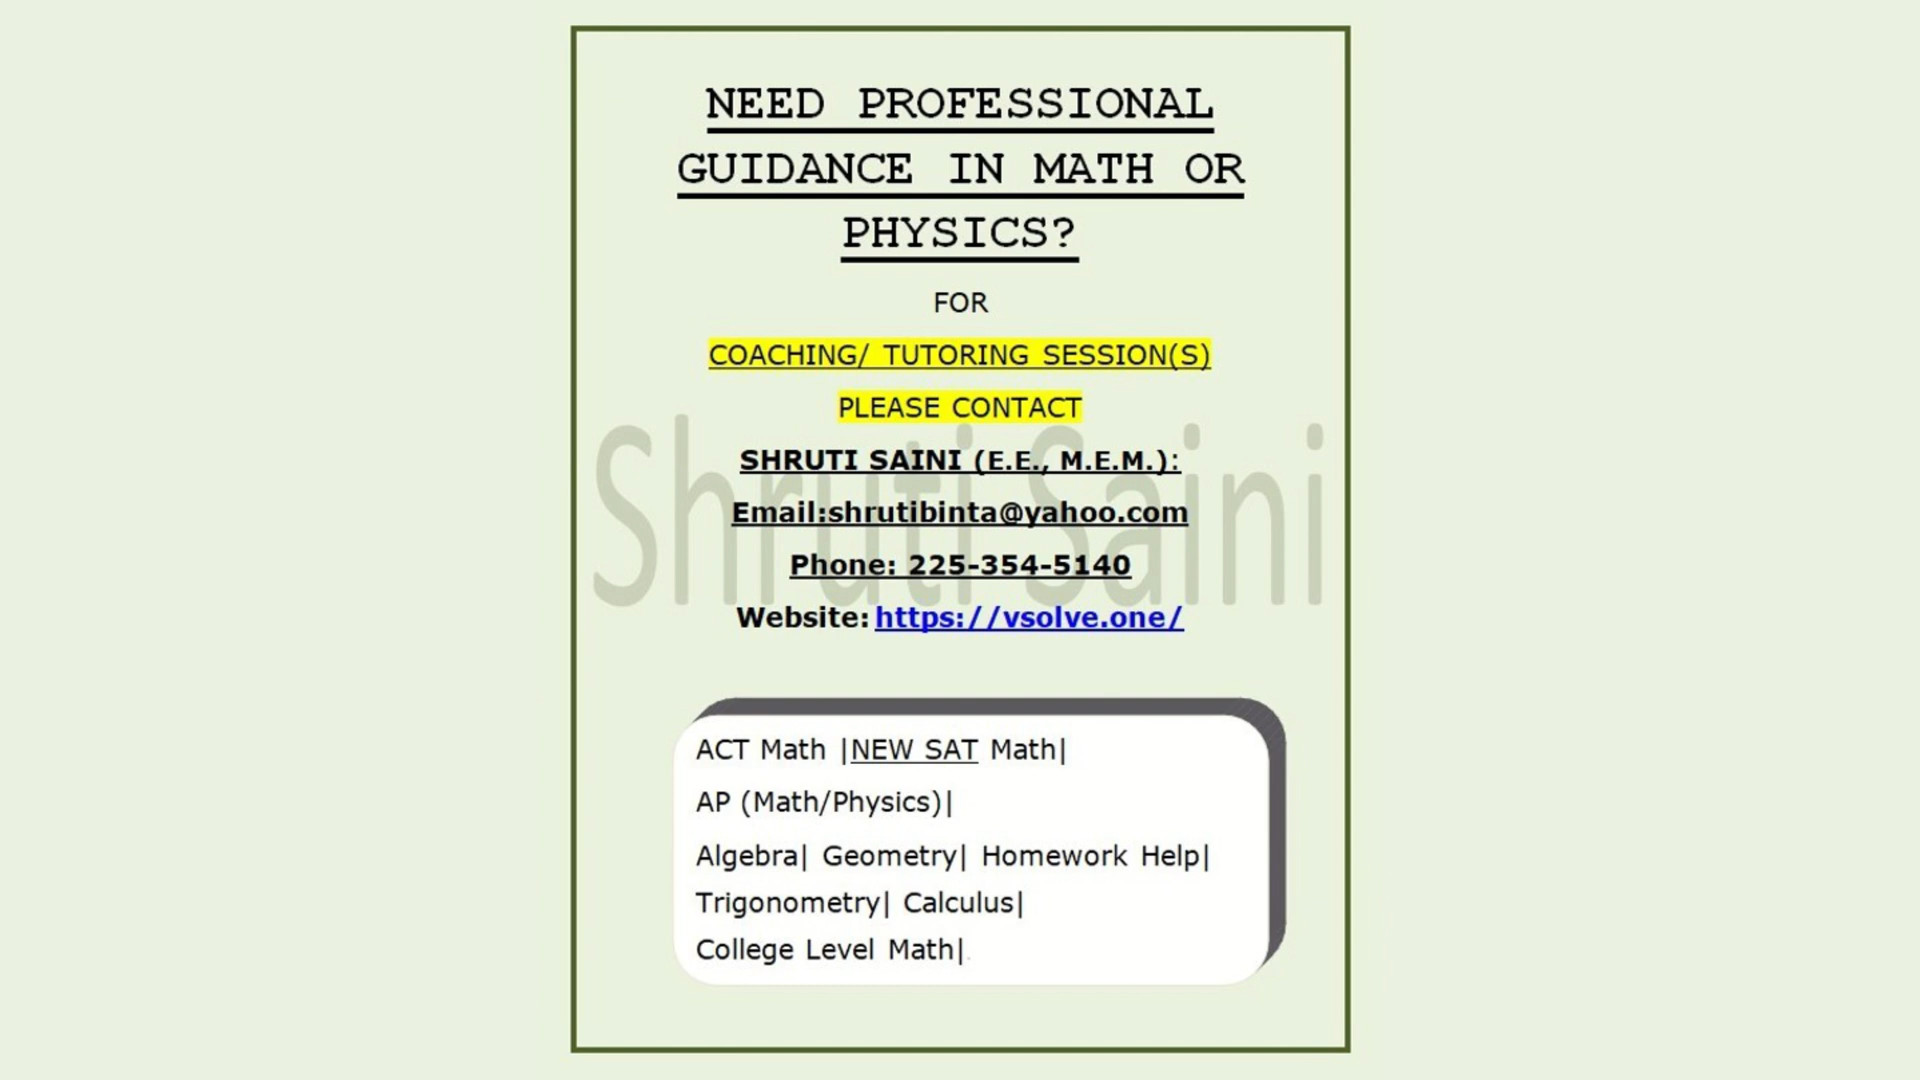 NEED PROFESSIONAL
GUIDANCE IN MATH OR
PHYSICS?
FOR
COACHING/ TUTORING SESSION(S)
PLEASE CONTACT
Shruti Saini
SHRUTI SAINI (E.E., M.E.M.):
Email:shrutibinta@yahoo.com
Phone: 225-354-5140
Website: https://vsolve.one/
ACT Math |NEW SAT Math|
AP (Math/Physics)|
Algebra| Geometry| Homework Help|
Trigonometry| Calculus|
College Level Math|